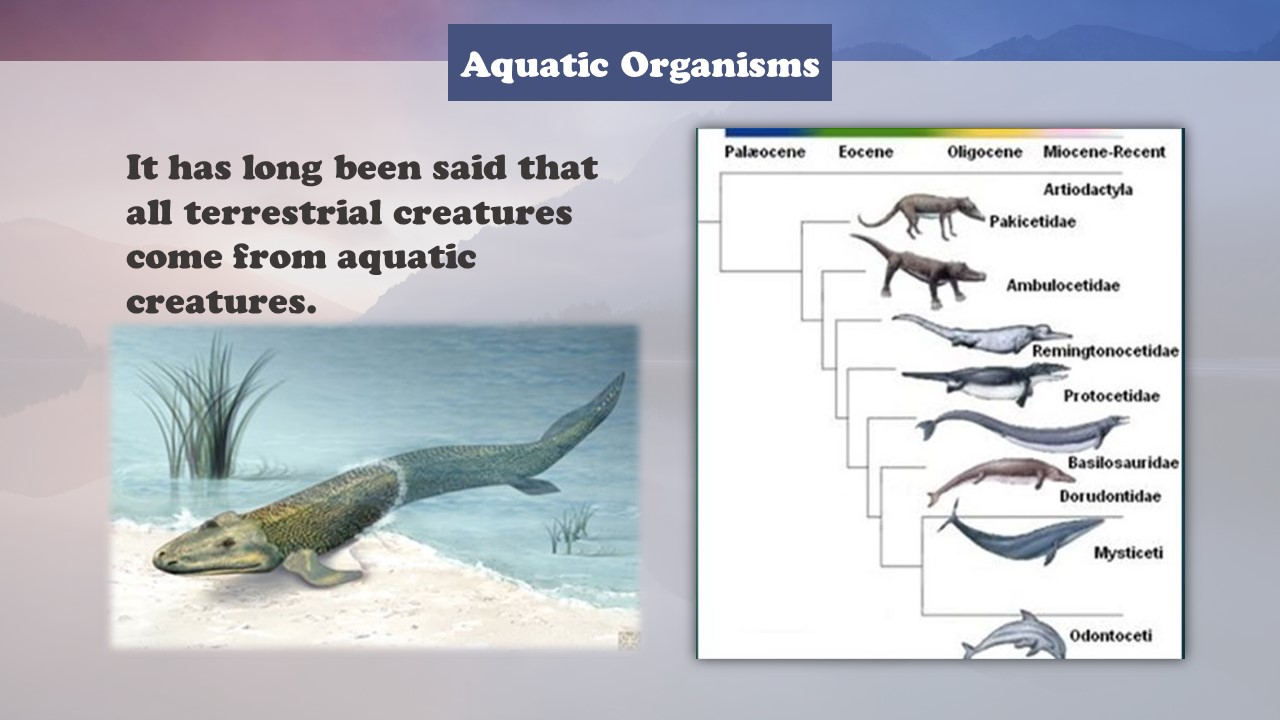 Aquatic Organisms
It has long been said that
all terrestrial creatures
come from aquatic
creatures.
Palæocene Eocene Oligocene Miocene-Recent
Artiodactyla
Pakicetidae
Ambulocetidae
Remingtonocetidae
Protocetidae
Basilosauridae
Dorudontidae
Mysticeti
Odontoceti